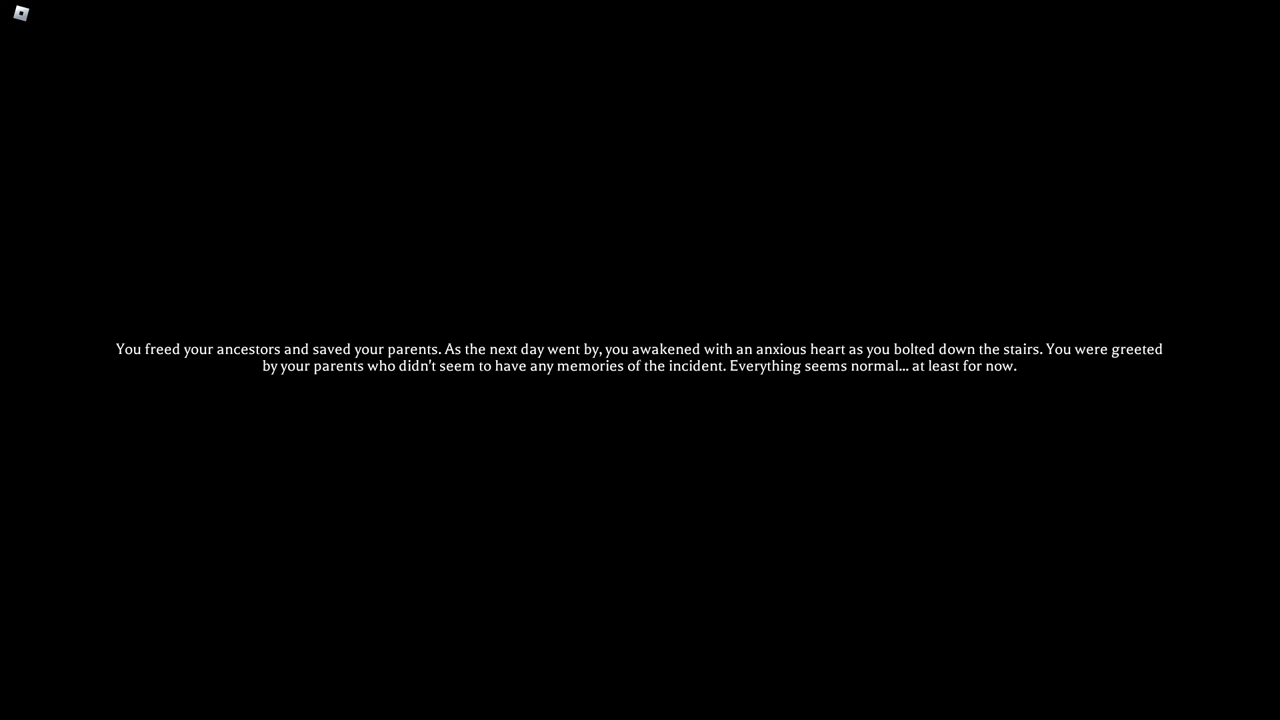 You freed your ancestors and saved your parents. As the next day went by, you awakened with an anxious heart as you bolted down the stairs. You were greeted
by your parents who didn't seem to have any memories of the incident. Everything seems normal... at least for now.